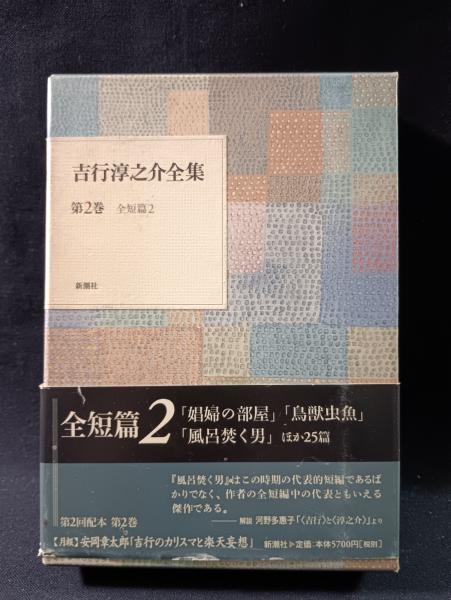 吉行淳之介全集
第2巻 全短篇2
新潮社
全短篇2
「娼婦の部屋」「鳥獣虫魚」
「風呂焚く男」ほか25篇
『風呂焚く男』はこの時期の代表的短編であるば
かりでなく、作者の全短編中の代表ともいえる
傑作である。
——解説 河野多惠子「〈吉行〉と〈淳之介〉」より
第2回配本 第2巻
【月報】安岡章太郎「吉行のカリスマと楽天妄想」
新潮社▷定価:本体5700円[税別]